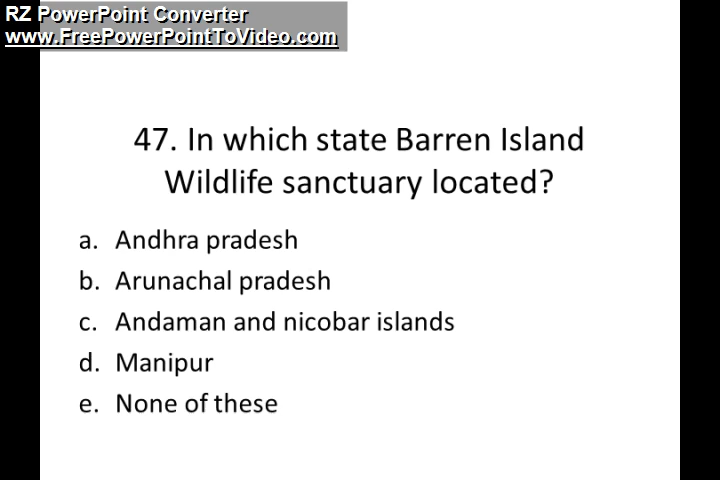 RZ PowerPoint Converter
www.FreePowerPointToVideo.com
47. In which state Barren Island
Wildlife sanctuary located?
a. Andhra pradesh
b. Arunachal pradesh
c. Andaman and nicobar islands
d. Manipur
e. None of these